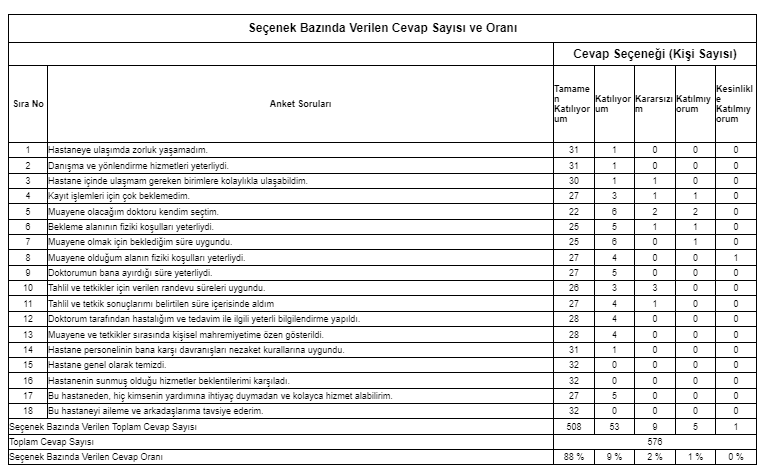 Seçenek Bazında Verilen Cevap Sayısı ve Oranı
Cevap Seçeneği (Kişi Sayısı)
Sıra No Anket Soruları Tamamen Katılıyorum Katılıyorum Kararsızım Katılmıyorum Kesinlikle Katılmıyorum
1 Hastaneye ulaşımda zorluk yaşamadım. 31 1 0 0 0
2 Danışma ve yönlendirme hizmetleri yeterliydi. 31 1 0 0 0
3 Hastane içinde ulaşmam gereken birimlere kolaylıkla ulaşabildim. 30 1 1 0 0
4 Kayıt işlemleri için çok beklemedim. 27 3 1 1 0
5 Muayene olacağım doktoru kendim seçtim. 22 6 2 2 0
6 Bekleme alanının fiziki koşulları yeterliydi. 25 5 1 1 0
7 Muayene olmak için beklediğim süre uygundu. 25 6 0 1 0
8 Muayene olduğum alanın fiziki koşulları yeterliydi. 27 4 0 0 1
9 Doktorumun bana ayırdığı süre yeterliydi. 27 5 0 0 0
10 Tahlil ve tetkikler için verilen randevu süreleri uygundu. 26 3 3 0 0
11 Tahlil ve tetkik sonuçlarımı belirtilen süre içerisinde aldım 27 4 1 0 0
12 Doktorum tarafından hastalığım ve tedavim ile ilgili yeterli bilgilendirme yapıldı. 28 4 0 0 0
13 Muayene ve tetkikler sırasında kişisel mahremiyetime özen gösterildi. 28 4 0 0 0
14 Hastane personelinin bana karşı davranışları nezaket kurallarına uygundu. 31 1 0 0 0
15 Hastane genel olarak temizdi. 32 0 0 0 0
16 Hastanenin sunmuş olduğu hizmetler beklentilerimi karşıladı. 32 0 0 0 0
17 Bu hastaneden, hiç kimsenin yardımına ihtiyaç duymadan ve kolayca hizmet alabilirim. 27 5 0 0 0
18 Bu hastaneyi aileme ve arkadaşlarıma tavsiye ederim. 32 0 0 0 0
Seçenek Bazında Verilen Toplam Cevap Sayısı 508 53 9 5 1
Toplam Cevap Sayısı 576
Seçenek Bazında Verilen Cevap Oranı 88 % 9 % 2 % 1 % 0 %